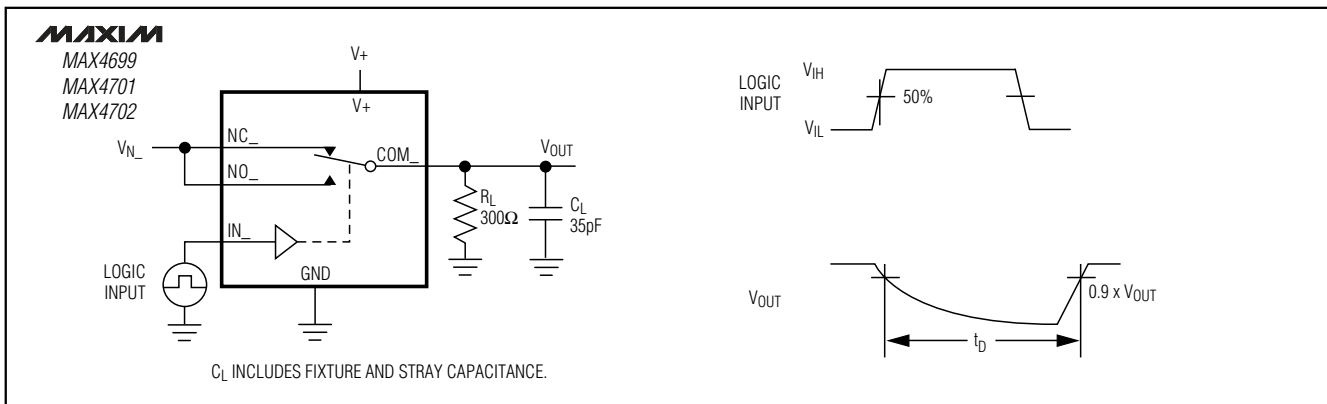 MAXIM
MAX4699
MAX4701
MAX4702
V+
V+
V_N_
NC_
NO_
COM_
V_OUT
R_L
300Ω
C_L
35pF
IN_
LOGIC
INPUT
GND
C_L INCLUDES FIXTURE AND STRAY CAPACITANCE.
LOGIC
INPUT
V_IH
50%
V_IL
V_OUT
0.9 x V_OUT
t_D